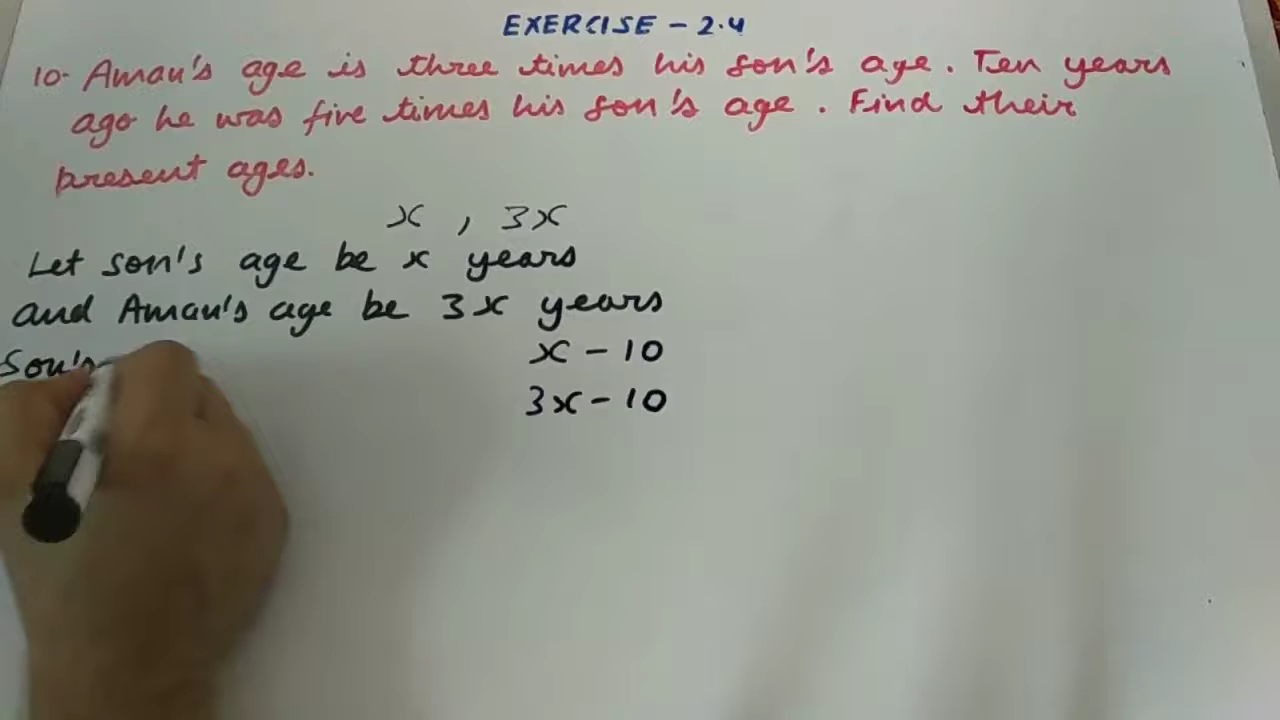 EXERCISE - 2.4
10. Aman's age is three times his son's age. Ten years
ago he was five times his son's age. Find their
present ages.
x , 3x
Let son's age be x years
and Aman's age be 3x years
x - 10
Son's
3x - 10